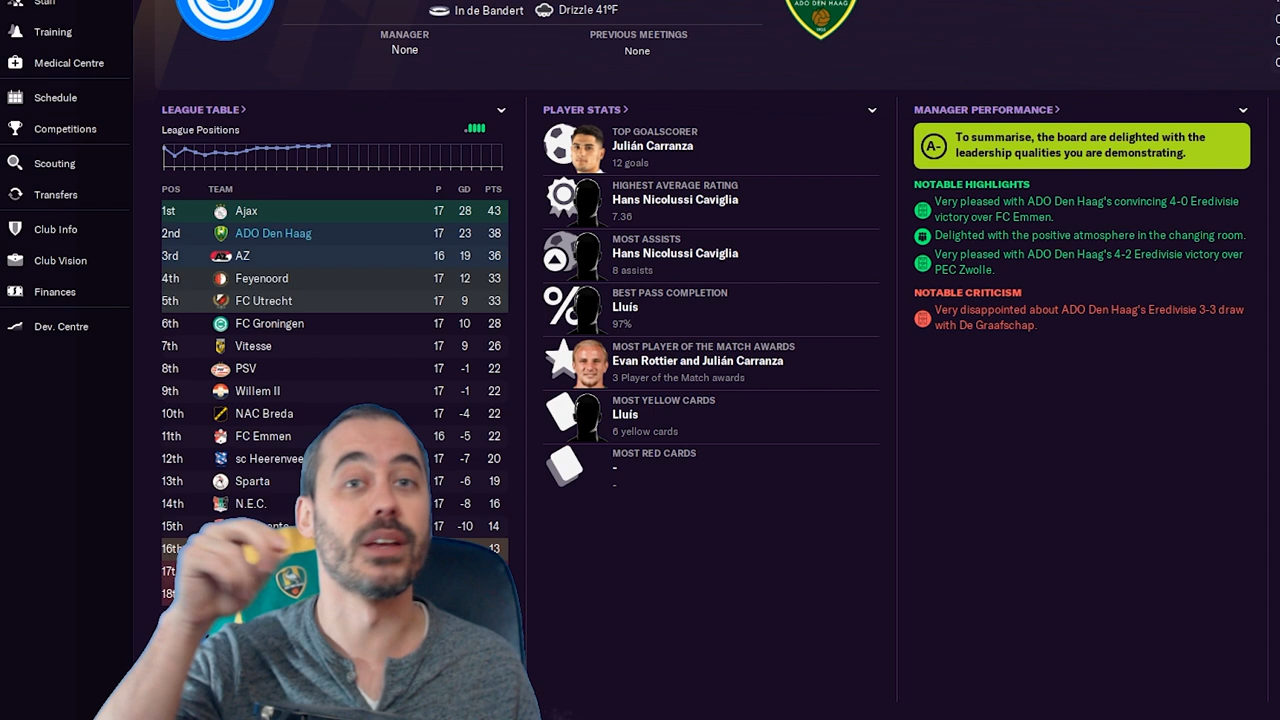 Staff
Training
Medical Centre
Schedule
Competitions
Scouting
Transfers
Club Info
Club Vision
Finances
Dev. Centre
In de Bandert Drizzle 41°F
MANAGER
None
PREVIOUS MEETINGS
None
ADO DEN HAAG
LEAGUE TABLE >
League Positions
POS TEAM P GD PTS
1st Ajax 17 28 43
2nd ADO Den Haag 17 23 38
3rd AZ 16 19 36
4th Feyenoord 17 12 33
5th FC Utrecht 17 9 33
6th FC Groningen 17 10 28
7th Vitesse 17 9 26
8th PSV 17 -1 22
9th Willem II 17 -1 22
10th NAC Breda 17 -4 22
11th FC Emmen 16 -5 22
12th sc Heerenvee 17 -7 20
13th Sparta 17 -6 19
14th N.E.C. 17 -8 16
15th 17 -10 14
16th 13
17
18
PLAYER STATS >
TOP GOALSCORER
Julián Carranza
12 goals
HIGHEST AVERAGE RATING
Hans Nicolussi Caviglia
7.36
MOST ASSISTS
Hans Nicolussi Caviglia
8 assists
BEST PASS COMPLETION
Lluís
97%
MOST PLAYER OF THE MATCH AWARDS
Evan Rottier and Julián Carranza
3 Player of the Match awards
MOST YELLOW CARDS
Lluís
6 yellow cards
MOST RED CARDS
-
-
MANAGER PERFORMANCE >
A-
To summarise, the board are delighted with the
leadership qualities you are demonstrating.
NOTABLE HIGHLIGHTS
Very pleased with ADO Den Haag's convincing 4-0 Eredivisie
victory over FC Emmen.
Delighted with the positive atmosphere in the changing room.
Very pleased with ADO Den Haag's 4-2 Eredivisie victory over
PEC Zwolle.
NOTABLE CRITICISM
Very disappointed about ADO Den Haag's Eredivisie 3-3 draw
with De Graafschap.